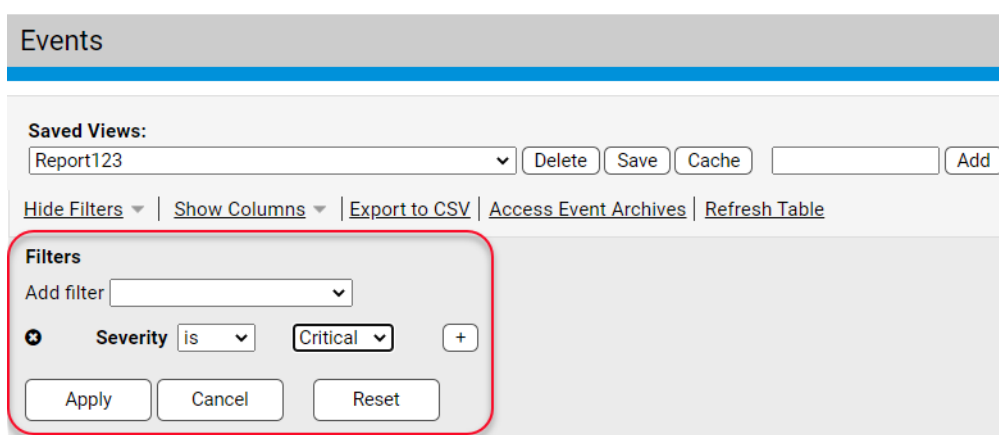 Events
Saved Views:
Report123 Delete Save Cache Add
Hide Filters Show Columns Export to CSV Access Event Archives Refresh Table
Filters
Add filter
Severity is Critical +
Apply Cancel Reset